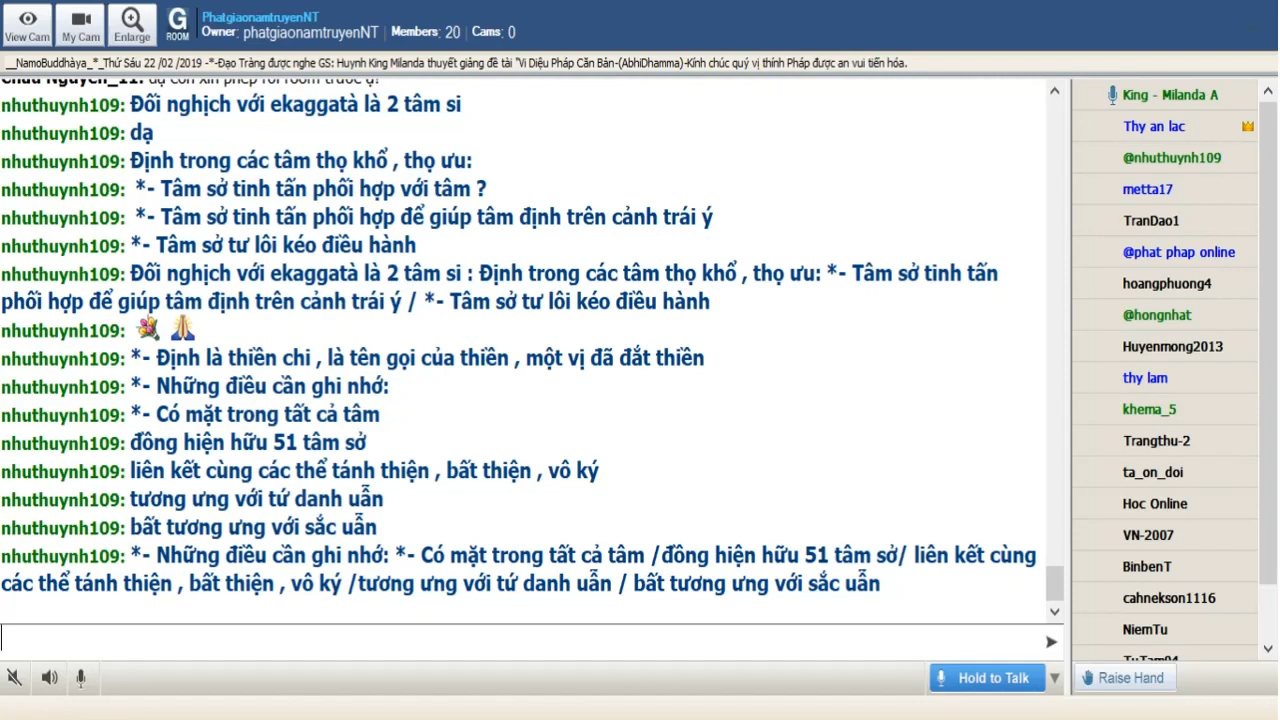 View Cam
My Cam
Enlarge
G
ROOM
PhatgiaonamtruyenNT
Owner: phatgiaonamtruyenNT | Members: 20 | Cams: 0
__NamoBuddhàya_*_Thứ Sáu 22 /02 /2019 -*-Đạo Tràng được nghe GS: Huynh King Milanda thuyết giảng đề tài "Vi Diệu Pháp Căn Bản-(AbhiDhamma)-Kính chúc quý vị thính Pháp được an vui tiến hóa.
Chau Nguyen_11: dạ con xin phép rời room trước ạ!
nhuthuynh109: Đối nghịch với ekaggatà là 2 tâm si
nhuthuynh109: dạ
nhuthuynh109: Định trong các tâm thọ khổ , thọ ưu:
nhuthuynh109: *- Tâm sở tinh tấn phối hợp với tâm ?
nhuthuynh109: *- Tâm sở tinh tấn phối hợp để giúp tâm định trên cảnh trái ý
nhuthuynh109: *- Tâm sở tư lôi kéo điều hành
nhuthuynh109: Đối nghịch với ekaggatà là 2 tâm si : Định trong các tâm thọ khổ , thọ ưu: *- Tâm sở tinh tấn
phối hợp để giúp tâm định trên cảnh trái ý / *- Tâm sở tư lôi kéo điều hành
nhuthuynh109:
nhuthuynh109: *- Định là thiền chi , là tên gọi của thiền , một vị đã đắt thiền
nhuthuynh109: *- Những điều cần ghi nhớ:
nhuthuynh109: *- Có mặt trong tất cả tâm
nhuthuynh109: đồng hiện hữu 51 tâm sở
nhuthuynh109: liên kết cùng các thể tánh thiện , bất thiện , vô ký
nhuthuynh109: tương ưng với tứ danh uẫn
nhuthuynh109: bất tương ưng với sắc uẫn
nhuthuynh109: *- Những điều cần ghi nhớ: *- Có mặt trong tất cả tâm /đồng hiện hữu 51 tâm sở/ liên kết cùng
các thể tánh thiện , bất thiện , vô ký /tương ưng với tứ danh uẫn / bất tương ưng với sắc uẫn
King - Milanda A
Thy an lac
@nhuthuynh109
metta17
TranDao1
@phat phap online
hoangphuong4
@hongnhat
Huyenmong2013
thy lam
khema_5
Trangthu-2
ta_on_doi
Hoc Online
VN-2007
BinbenT
cahnekson1116
NiemTu
Hold to Talk
Raise Hand